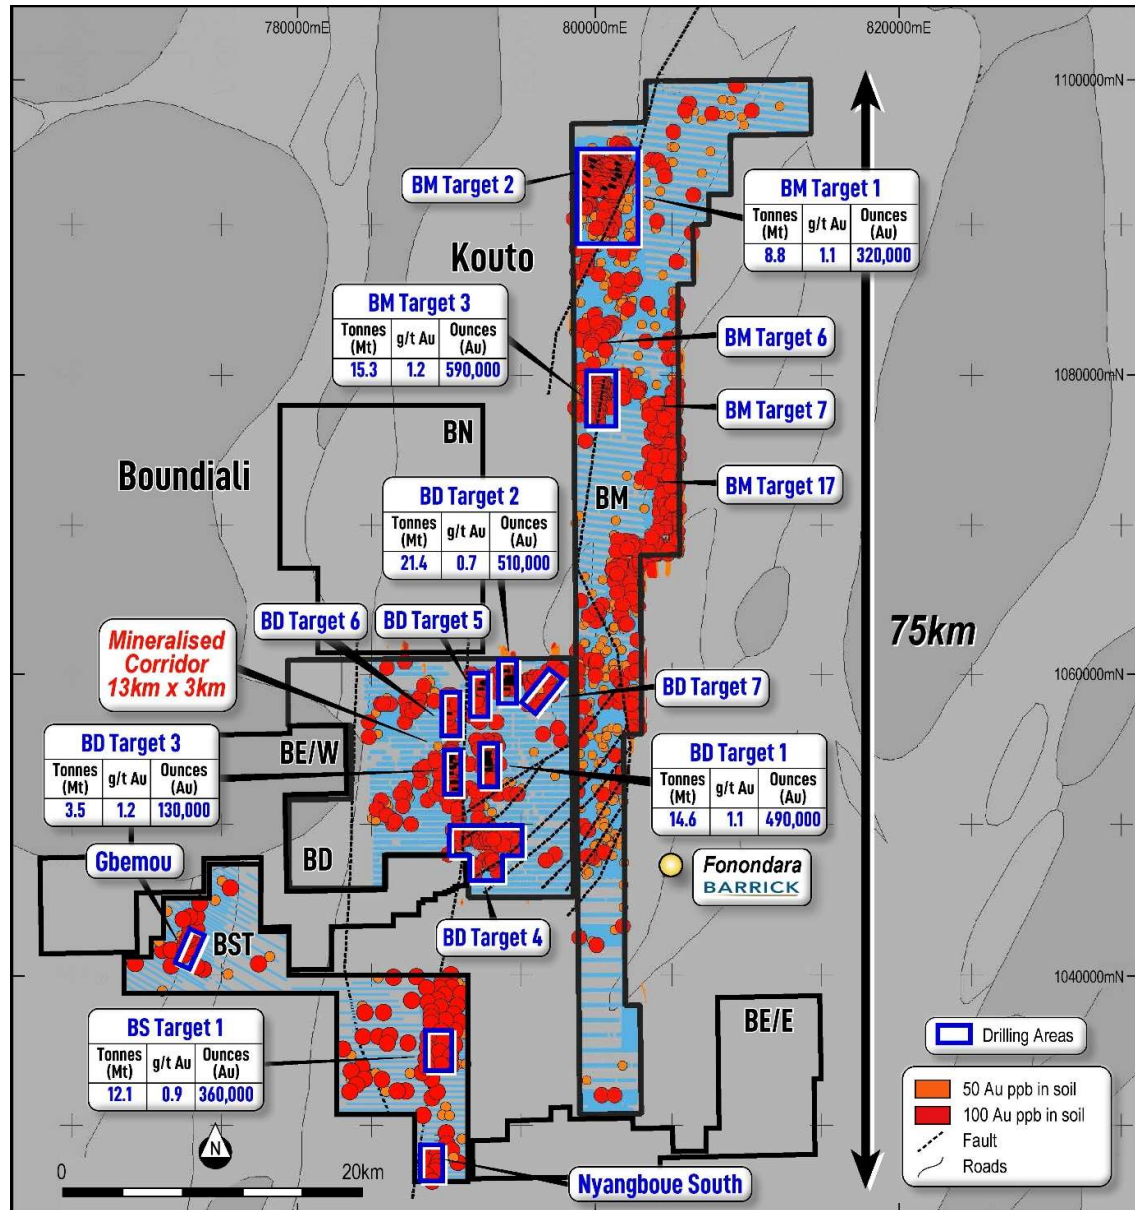 780000mE
800000mE
820000mE
1100000mN
BM Target 2
BM Target 1
Tonnes (Mt) g/t Au Ounces (Au)
8.8 1.1 320,000
Kouto
BM Target 3
Tonnes (Mt) g/t Au Ounces (Au)
15.3 1.2 590,000
BM Target 6
1080000mN
BM Target 7
BN
Boundiali
BM Target 17
BM
BD Target 2
Tonnes (Mt) g/t Au Ounces (Au)
21.4 0.7 510,000
75km
BD Target 6
BD Target 5
Mineralised
Corridor
13km x 3km
1060000mN
BD Target 7
BD Target 3
Tonnes (Mt) g/t Au Ounces (Au)
3.5 1.2 130,000
BE/W
BD Target 1
Tonnes (Mt) g/t Au Ounces (Au)
14.6 1.1 490,000
Gbemou
BD
Fonondara
BARRICK
BD Target 4
BST
1040000mN
BS Target 1
Tonnes (Mt) g/t Au Ounces (Au)
12.1 0.9 360,000
BE/E
Drilling Areas
50 Au ppb in soil
100 Au ppb in soil
Fault
Roads
N
0 20km
Nyangboue South